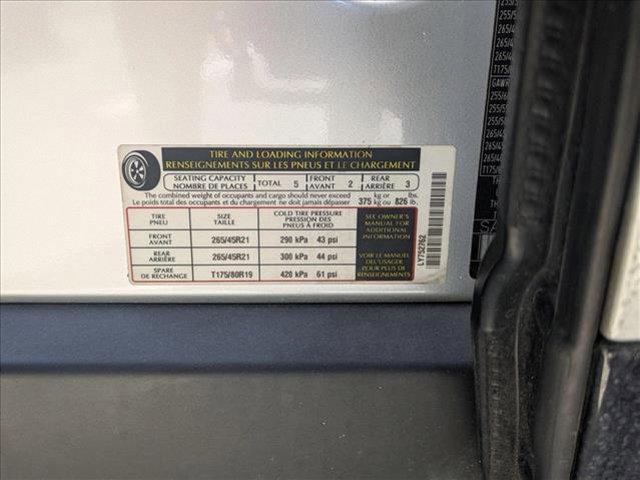 TIRE AND LOADING INFORMATION
RENSEIGNEMENTS SUR LES PNEUS ET LE CHARGEMENT
SEATING CAPACITY
NOMBRE DE PLACES
TOTAL 5
FRONT
AVANT 2
REAR
ARRIÈRE 3
The combined weight of occupants and cargo should never exceed 375 kg or 826 lbs.
Le poids total des occupants et du chargement ne doit jamais dépasser 375 kg ou 826 lb.
TIRE
PNEU
SIZE
TAILLE
COLD TIRE PRESSURE
PRESSION DES
PNEUS À FROID
FRONT
AVANT
265/45R21
290 kPa 43 psi
REAR
ARRIÈRE
265/45R21
300 kPa 44 psi
SPARE
DE RECHANGE
T175/80R19
420 kPa 61 psi
SEE OWNER'S
MANUAL FOR
ADDITIONAL
INFORMATION
VOIR LE MANUEL
DE L'USAGER
POUR PLUS DE
RENSEIGNEMENTS
LY752762
GAWR